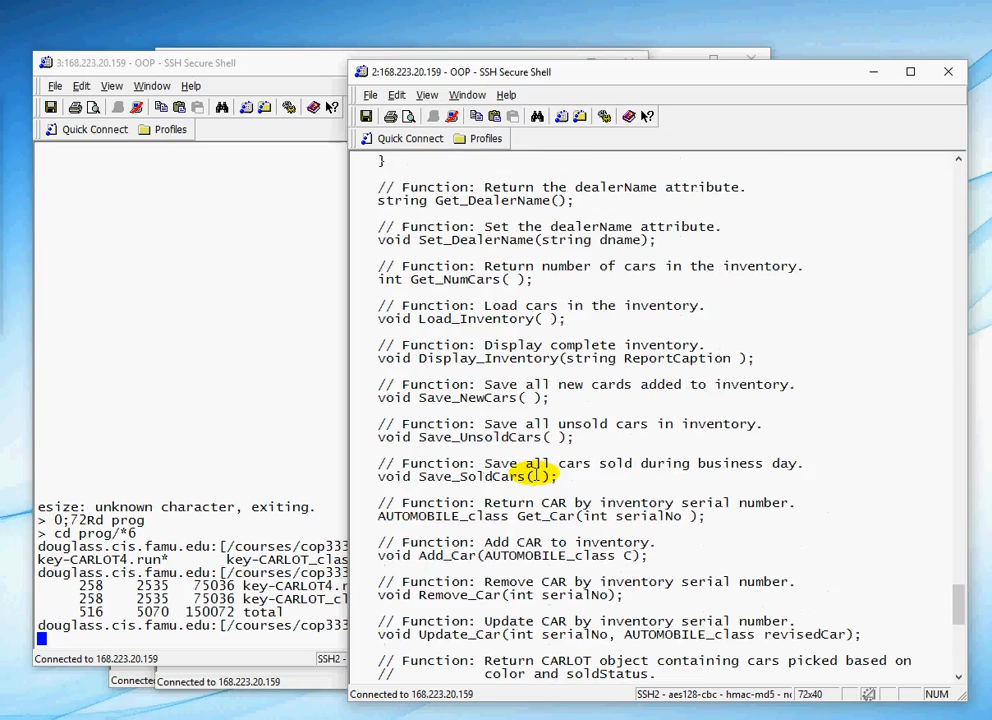 3:168.223.20.159 - OOP - SSH Secure Shell
File Edit View Window Help
Quick Connect Profiles
esize: unknown character, exiting.
> 0;72Rd prog
> cd prog/*6
douglass.cis.famu.edu:[/courses/cop333
key-CARLOT4.run* key-CARLOT_clas
douglass.cis.famu.edu:[/courses/cop333
258 2535 75036 key-CARLOT4.r
258 2535 75036 key-CARLOT_cl
516 5070 150072 total
douglass.cis.famu.edu:[/courses/cop333
Connected to 168.223.20.159 SSH2 -
Connecte
Connected to 168.223.20.159
2:168.223.20.159 - OOP - SSH Secure Shell
File Edit View Window Help
Quick Connect Profiles
}
// Function: Return the dealerName attribute.
string Get_DealerName();
// Function: Set the dealerName attribute.
void Set_DealerName(string dname);
// Function: Return number of cars in the inventory.
int Get_NumCars( );
// Function: Load cars in the inventory.
void Load_Inventory( );
// Function: Display complete inventory.
void Display_Inventory(string ReportCaption );
// Function: Save all new cards added to inventory.
void Save_NewCars( );
// Function: Save all unsold cars in inventory.
void Save_UnsoldCars( );
// Function: Save all cars sold during business day.
void Save_SoldCars( );
// Function: Return CAR by inventory serial number.
AUTOMOBILE_class Get_Car(int serialNo );
// Function: Add CAR to inventory.
void Add_Car(AUTOMOBILE_class C);
// Function: Remove CAR by inventory serial number.
void Remove_Car(int serialNo);
// Function: Update CAR by inventory serial number.
void Update_Car(int serialNo, AUTOMOBILE_class revisedCar);
// Function: Return CARLOT object containing cars picked based on
// color and soldStatus.
Connected to 168.223.20.159 SSH2 - aes128-cbc - hmac-md5 - nc 72x40 NUM